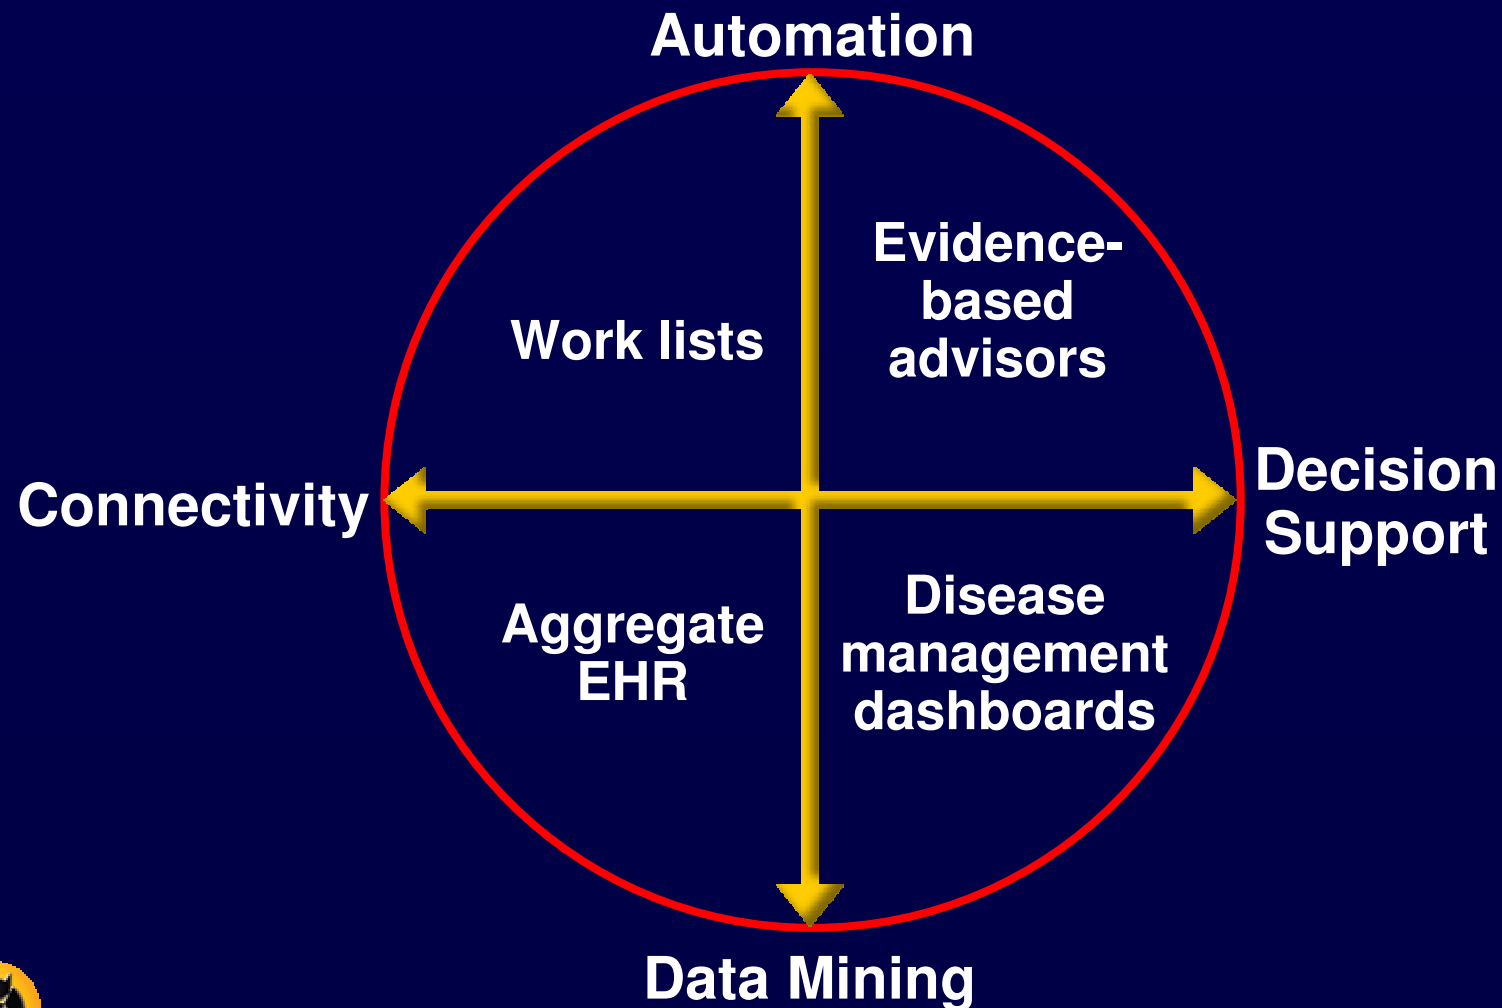 Automation
Evidence-
based
advisors
Work lists
Connectivity
Decision
Support
Aggregate
EHR
Disease
management
dashboards
Data Mining